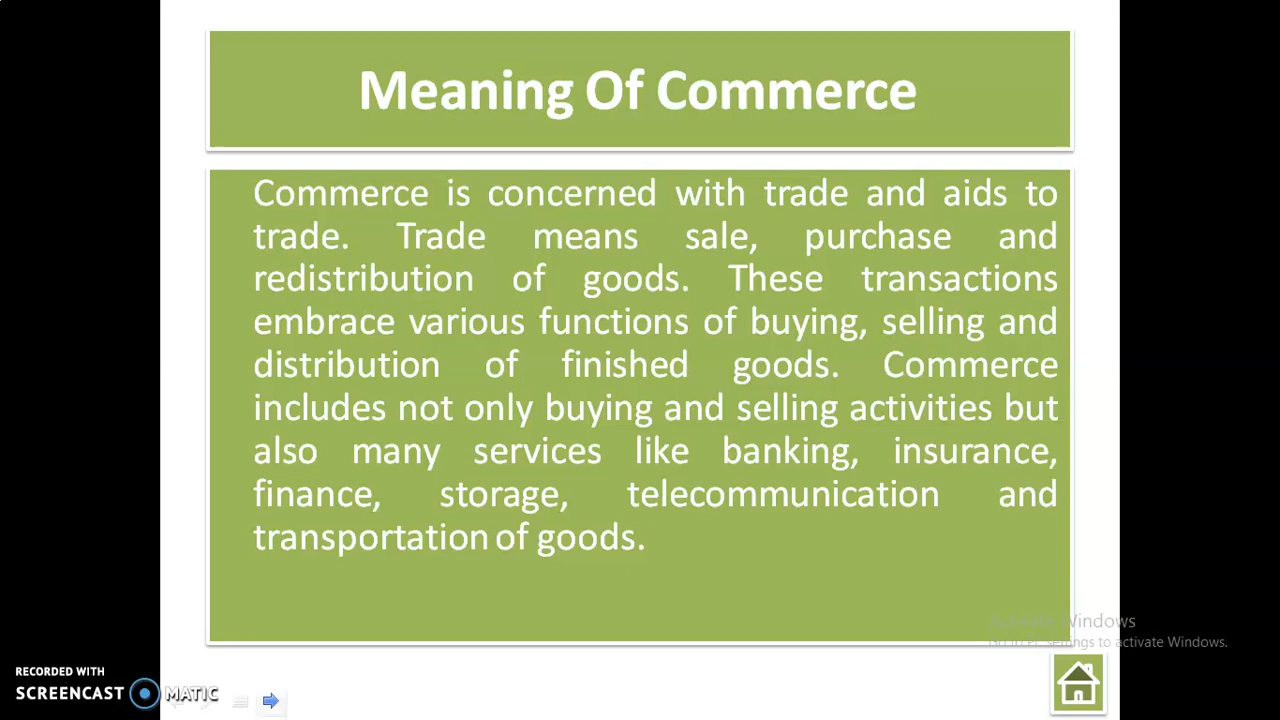 Meaning Of Commerce
Commerce is concerned with trade and aids to
trade. Trade means sale, purchase and
redistribution of goods. These transactions
embrace various functions of buying, selling and
distribution of finished goods. Commerce
includes not only buying and selling activities but
also many services like banking, insurance,
finance, storage, telecommunication and
transportation of goods.
Activate Windows
Go to PC settings to activate Windows.
RECORDED WITH
SCREENCAST MATIC